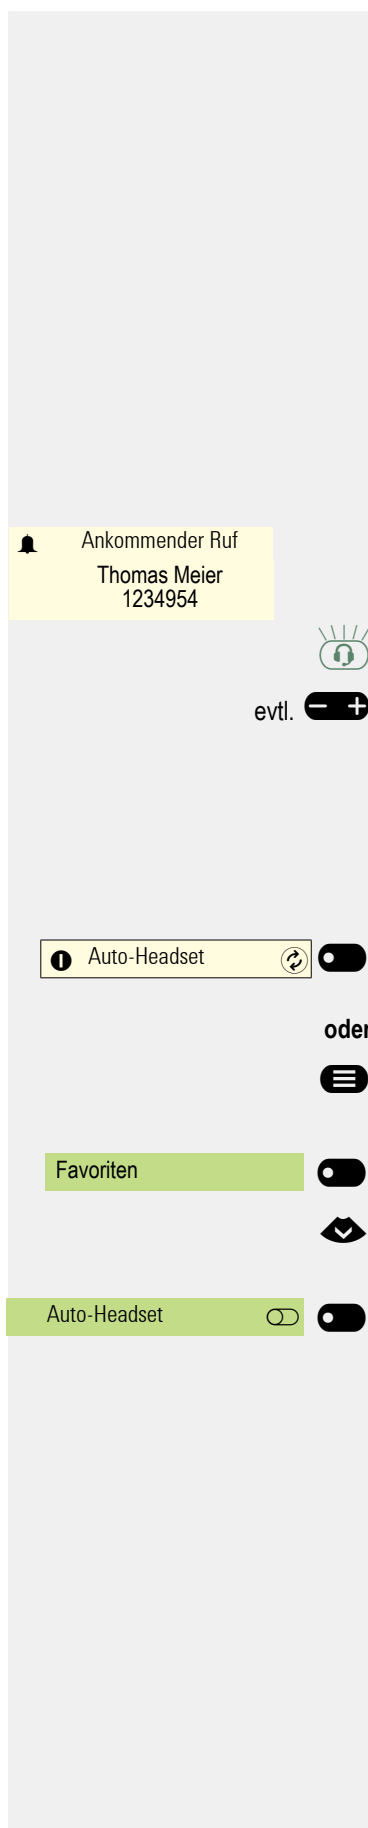 Ankommender Ruf
Thomas Meier
1234954
evtl.
Auto-Headset
oder
Favoriten
Auto-Headset